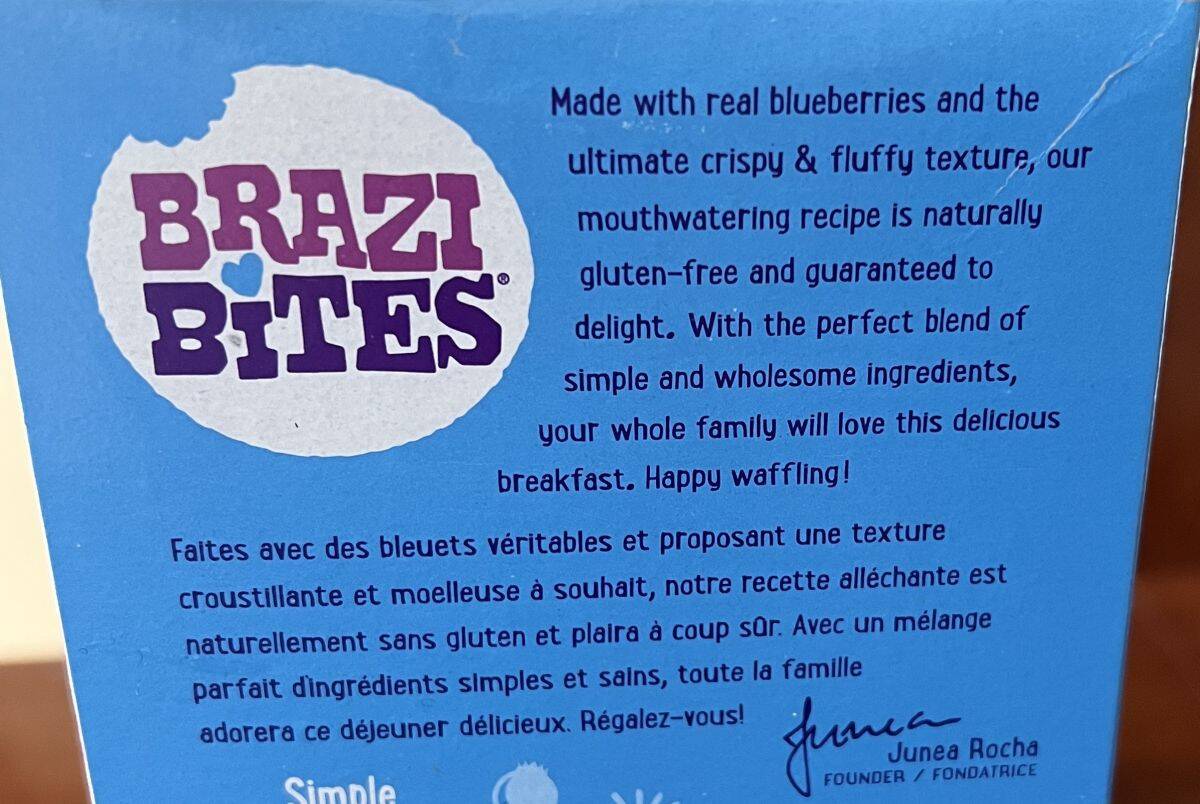 BRAZI
BiTES®
Made with real blueberries and the
ultimate crispy & fluffy texture, our
mouthwatering recipe is naturally
gluten-free and guaranteed to
delight. With the perfect blend of
simple and wholesome ingredients,
your whole family will love this delicious
breakfast. Happy waffling!
Faites avec des bleuets véritables et proposant une texture
croustillante et moelleuse à souhait, notre recette alléchante est
naturellement sans gluten et plaira à coup sûr. Avec un mélange
parfait d'ingrédients simples et sains, toute la famille
adorera ce déjeuner délicieux. Régalez-vous!
Junea
Junea Rocha
FOUNDER / FONDATRICE
Simple